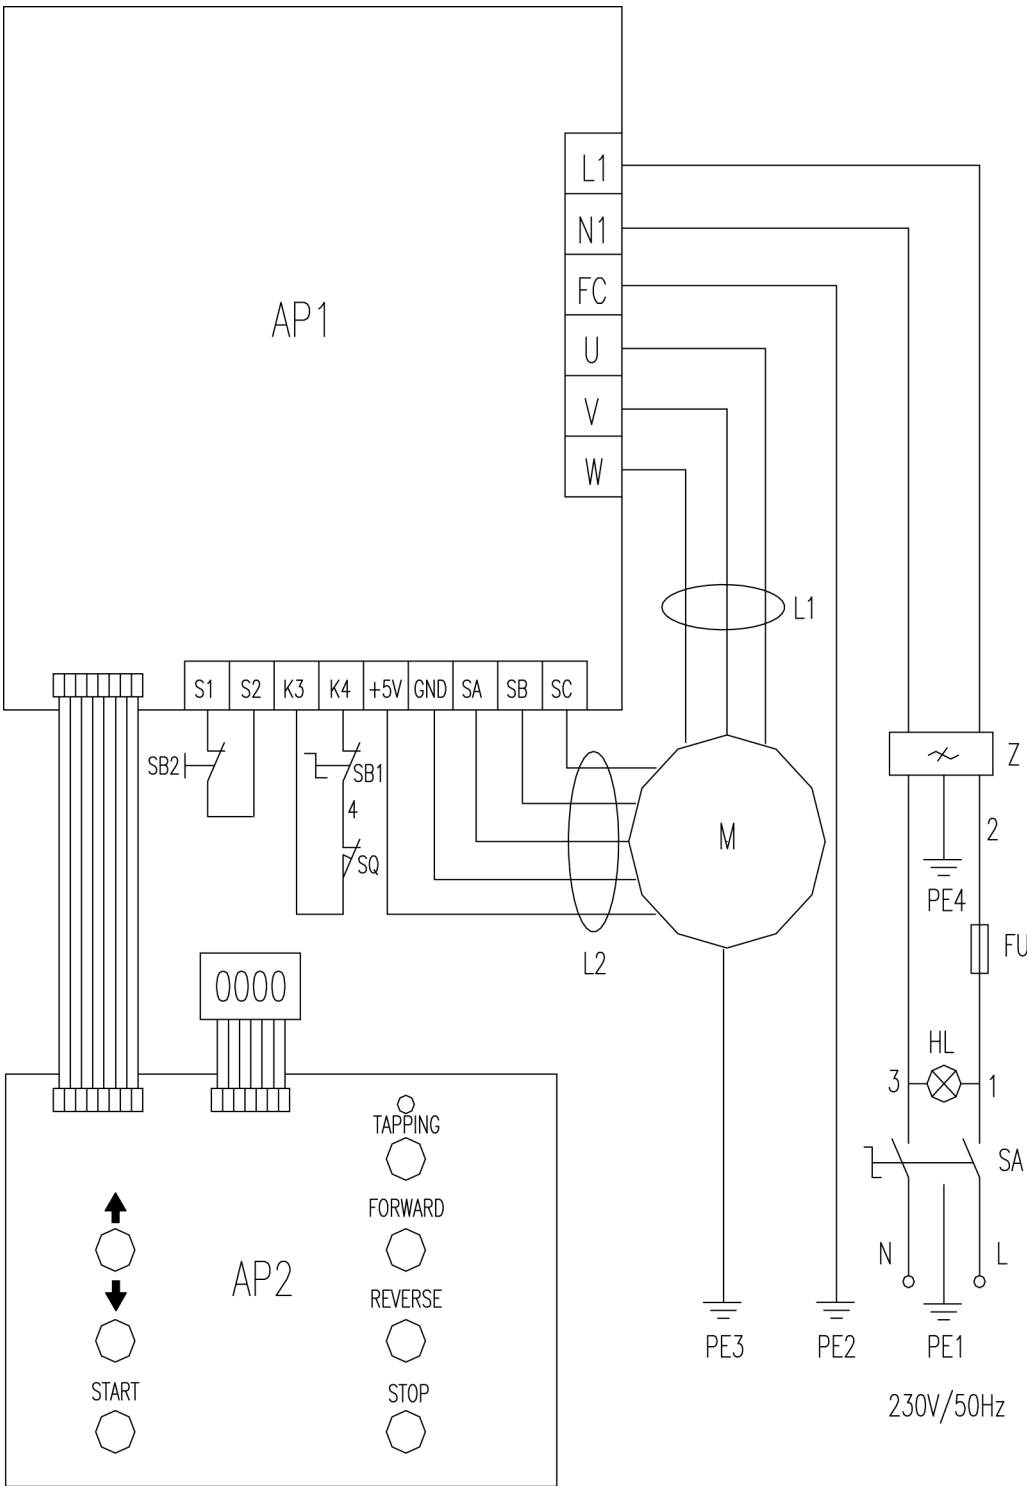 L1
N1
FC
AP1
U
V
W
L1
S1 S2 K3 K4 +5V GND SA SB SC
SB2
SB1
4
SQ
M
L2
Z
2
PE4
FU
0000
HL
3
1
TAPPING
SA
FORWARD
AP2
N
L
REVERSE
PE3
PE2
PE1
START
STOP
230V/50Hz